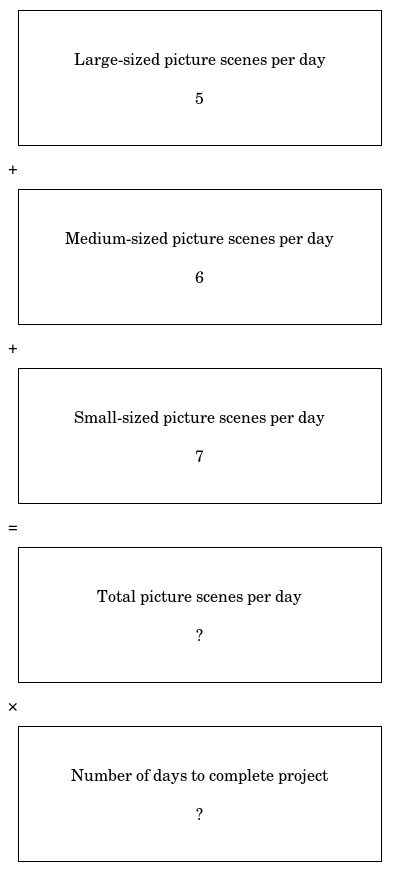 Large-sized picture scenes per day
5
+
Medium-sized picture scenes per day
6
+
Small-sized picture scenes per day
7
=
Total picture scenes per day
?
×
Number of days to complete project
?